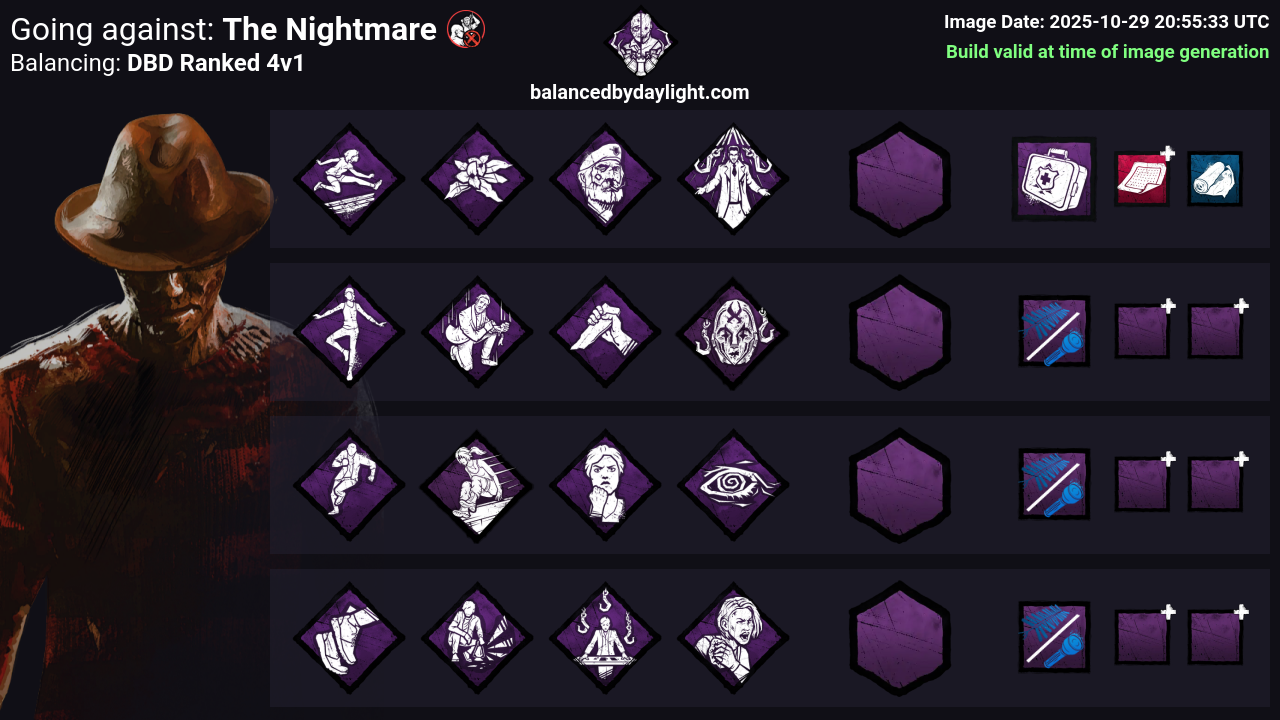 Going against: The Nightmare
Balancing: DBD Ranked 4v1
balancedbydaylight.com
Image Date: 2025-10-29 20:55:33 UTC
Build valid at time of image generation